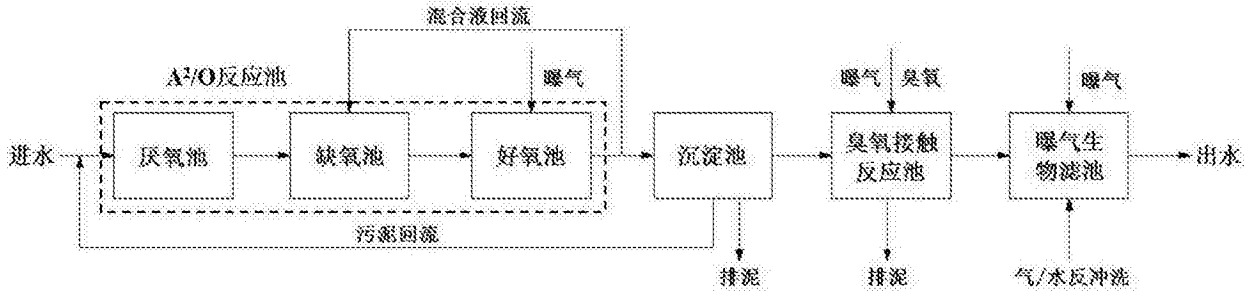 混合液回流
A²/O反应池
曝气
曝气 臭氧
曝气
进水
厌氧池
缺氧池
好氧池
沉淀池
臭氧接触
反应池
曝气生
物滤池
出水
污泥回流
排泥
排泥
气/水反冲洗